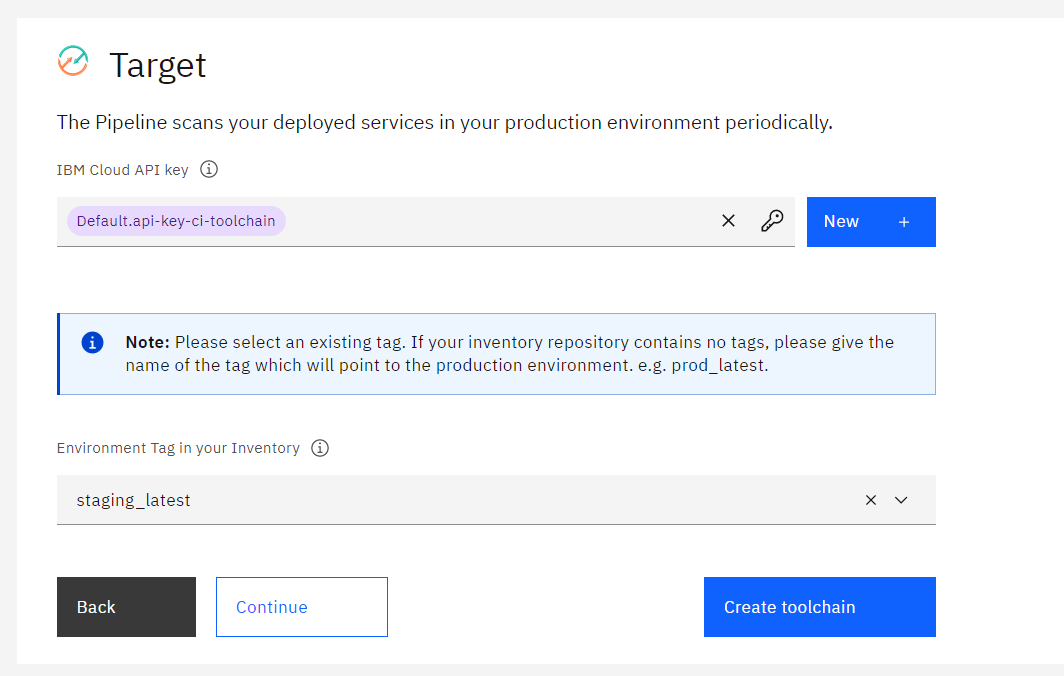 Target
The Pipeline scans your deployed services in your production environment periodically.
IBM Cloud API key
Default.api-key-ci-toolchain
New +
Note: Please select an existing tag. If your inventory repository contains no tags, please give the
name of the tag which will point to the production environment. e.g. prod_latest.
Environment Tag in your Inventory
staging_latest
Back
Continue
Create toolchain